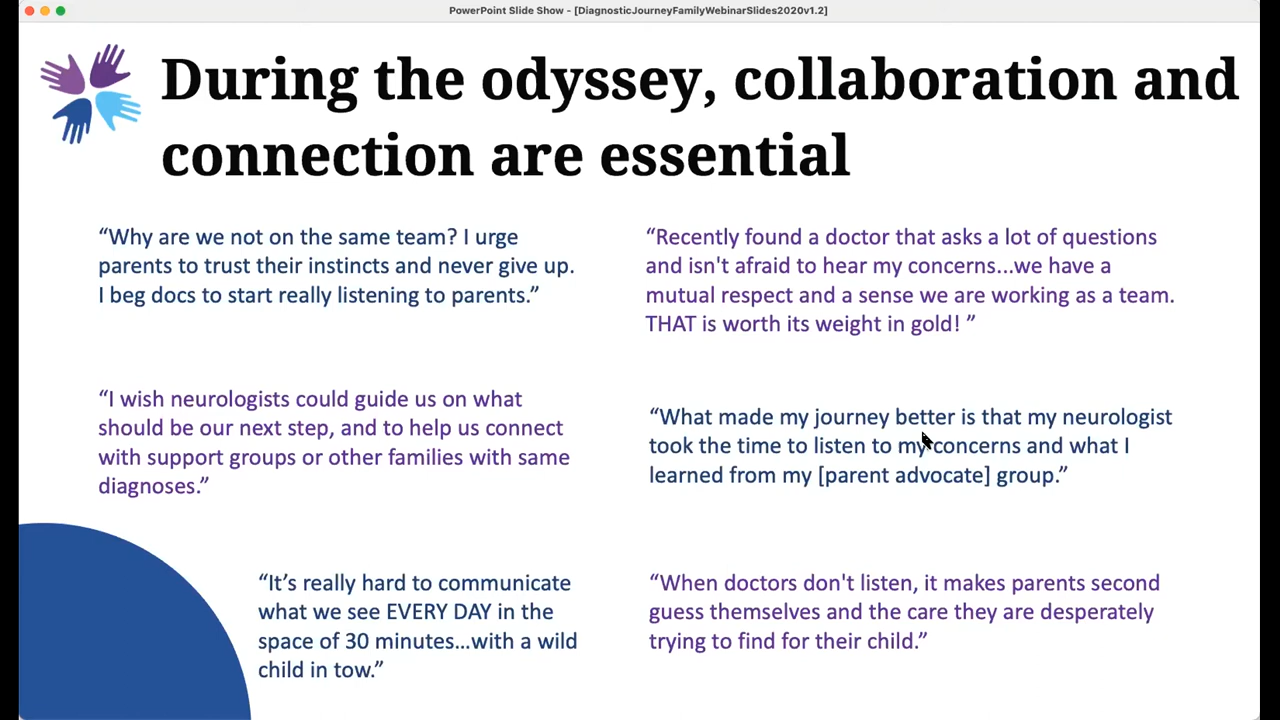 PowerPoint Slide Show - [DiagnosticJourneyFamilyWebinarSlides2020v1.2]
During the odyssey, collaboration and
connection are essential
“Why are we not on the same team? I urge
parents to trust their instincts and never give up.
I beg docs to start really listening to parents.”
“Recently found a doctor that asks a lot of questions
and isn't afraid to hear my concerns...we have a
mutual respect and a sense we are working as a team.
THAT is worth its weight in gold! ”
“I wish neurologists could guide us on what
should be our next step, and to help us connect
with support groups or other families with same
diagnoses.”
“What made my journey better is that my neurologist
took the time to listen to my concerns and what I
learned from my [parent advocate] group.”
“It’s really hard to communicate
what we see EVERY DAY in the
space of 30 minutes...with a wild
child in tow.”
“When doctors don't listen, it makes parents second
guess themselves and the care they are desperately
trying to find for their child.”